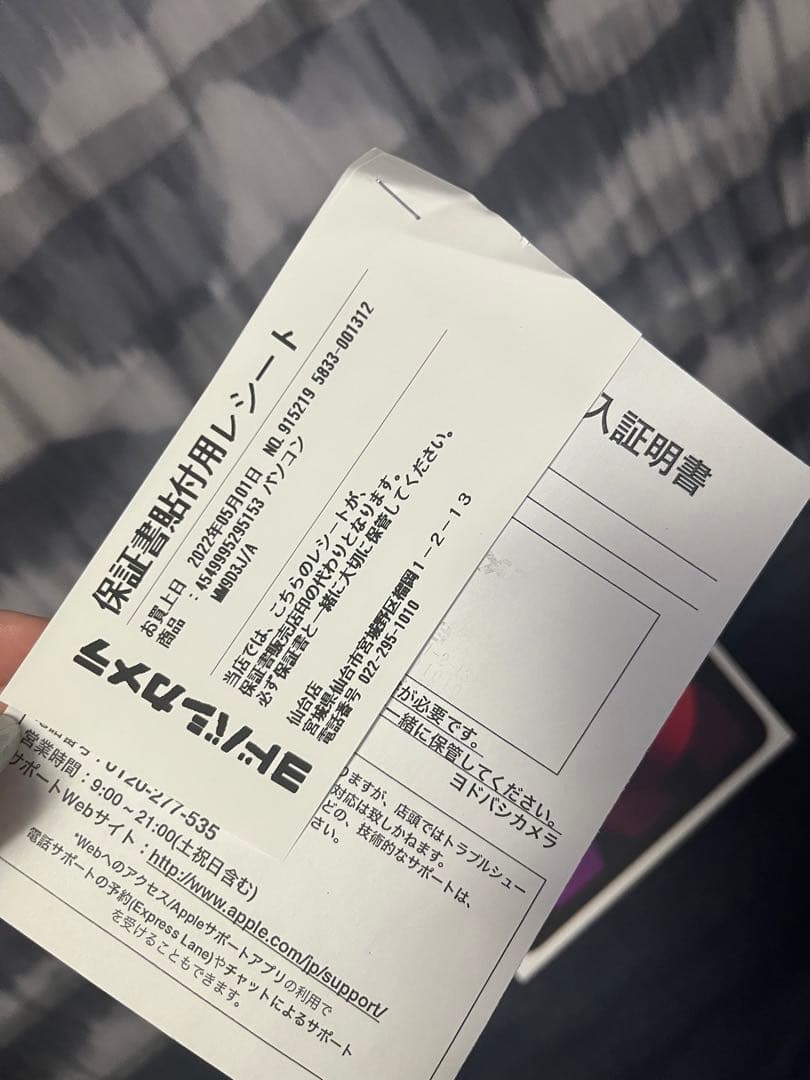 ヨドバシカメラ
保証書貼付用レシート
お買上日 2022年05月01日 NO.915219 5833-001312
商品 :4549995295153 パソコン
MM9D3J/A
当店では、こちらのレシートが、
保証書販売店印の代わりとなります。
必ず保証書と一緒に大切に保管してください。
仙台店
宮城県仙台市宮城野区榴岡1-2-13
電話番号 022-295-1010
入証明書
が必要です。
一緒に保管してください。
ヨドバシカメラ
りますが、店頭ではトラブルシュー
対応は致しかねます。
どの、技術的なサポートは、
さい。
:0120-277-535
営業時間:9:00~21:00(土祝日含む)
サポートWebサイト:http://www.apple.com/jp/support/
*Webへのアクセス/Appleサポートアプリの利用で
電話サポートの予約(Express Lane)やチャットによるサポート
を受けることもできます。